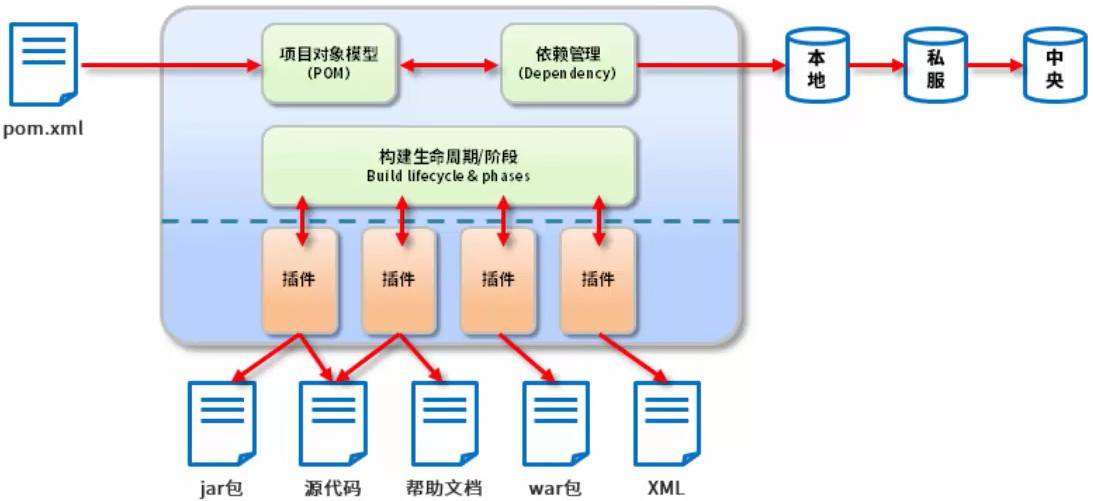 pom.xml
项目对象模型
(POM)
依赖管理
(Dependency)
本
地
私
服
中
央
构建生命周期/阶段
Build lifecycle & phases
插件
插件
插件
插件
jar包
源代码
帮助文档
war包
XML